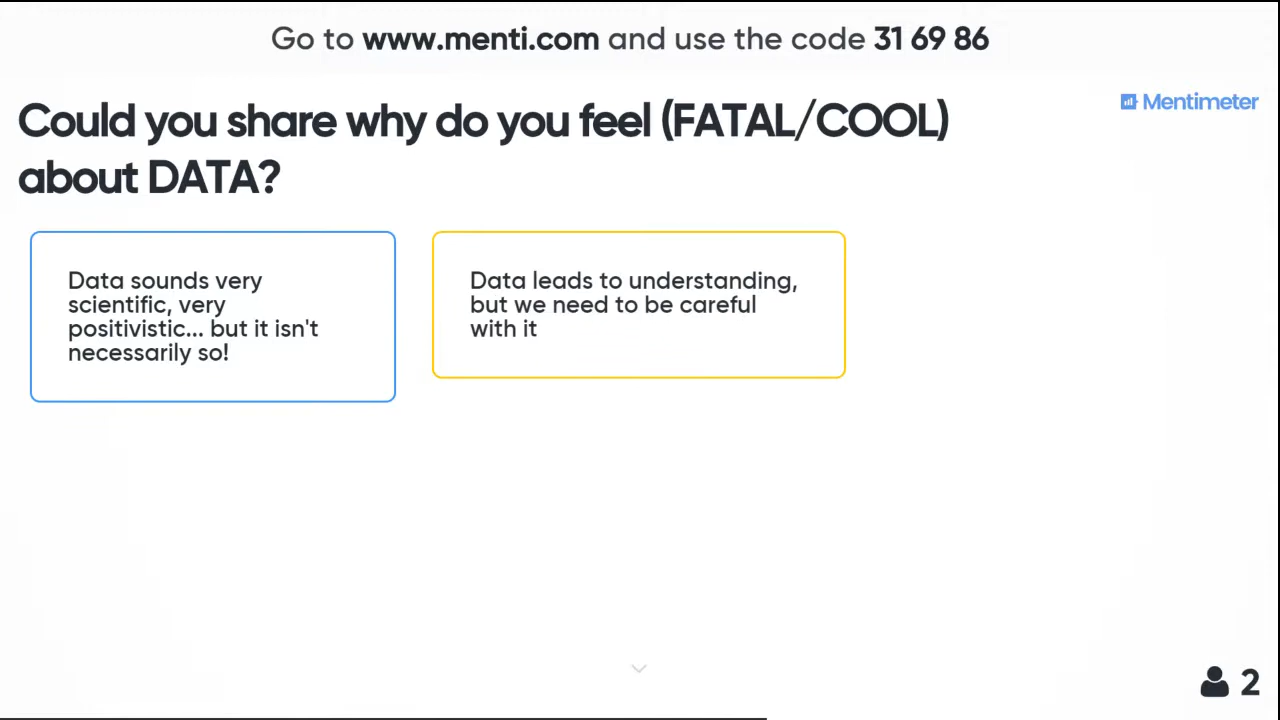 Go to www.menti.com and use the code 31 69 86
Mentimeter
Could you share why do you feel (FATAL/COOL)
about DATA?
Data sounds very
scientific, very
positivistic... but it isn't
necessarily so!
Data leads to understanding,
but we need to be careful
with it
2